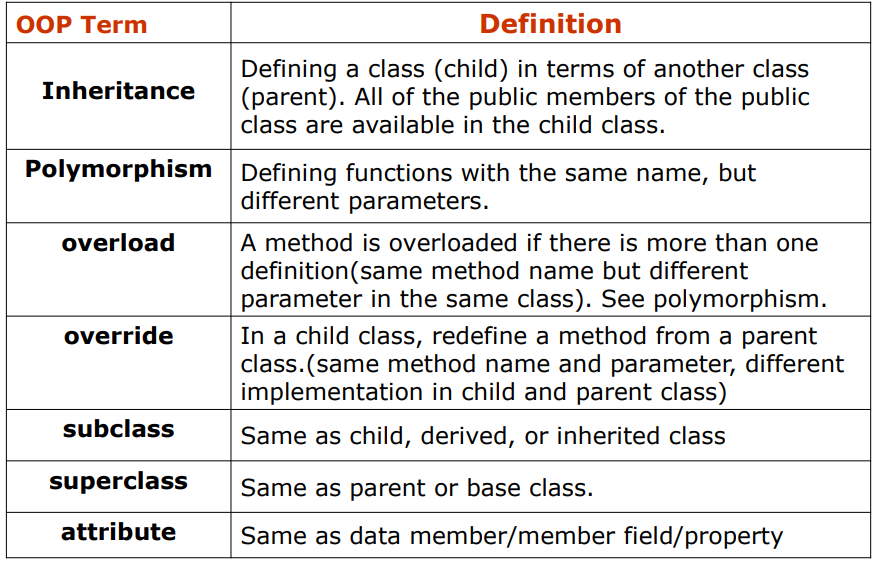 OOP Term
Definition
Inheritance
Defining a class (child) in terms of another class
(parent). All of the public members of the public
class are available in the child class.
Polymorphism
Defining functions with the same name, but
different parameters.
overload
A method is overloaded if there is more than one
definition(same method name but different
parameter in the same class). See polymorphism.
override
In a child class, redefine a method from a parent
class.(same method name and parameter, different
implementation in child and parent class)
subclass
Same as child, derived, or inherited class
superclass
Same as parent or base class.
attribute
Same as data member/member field/property